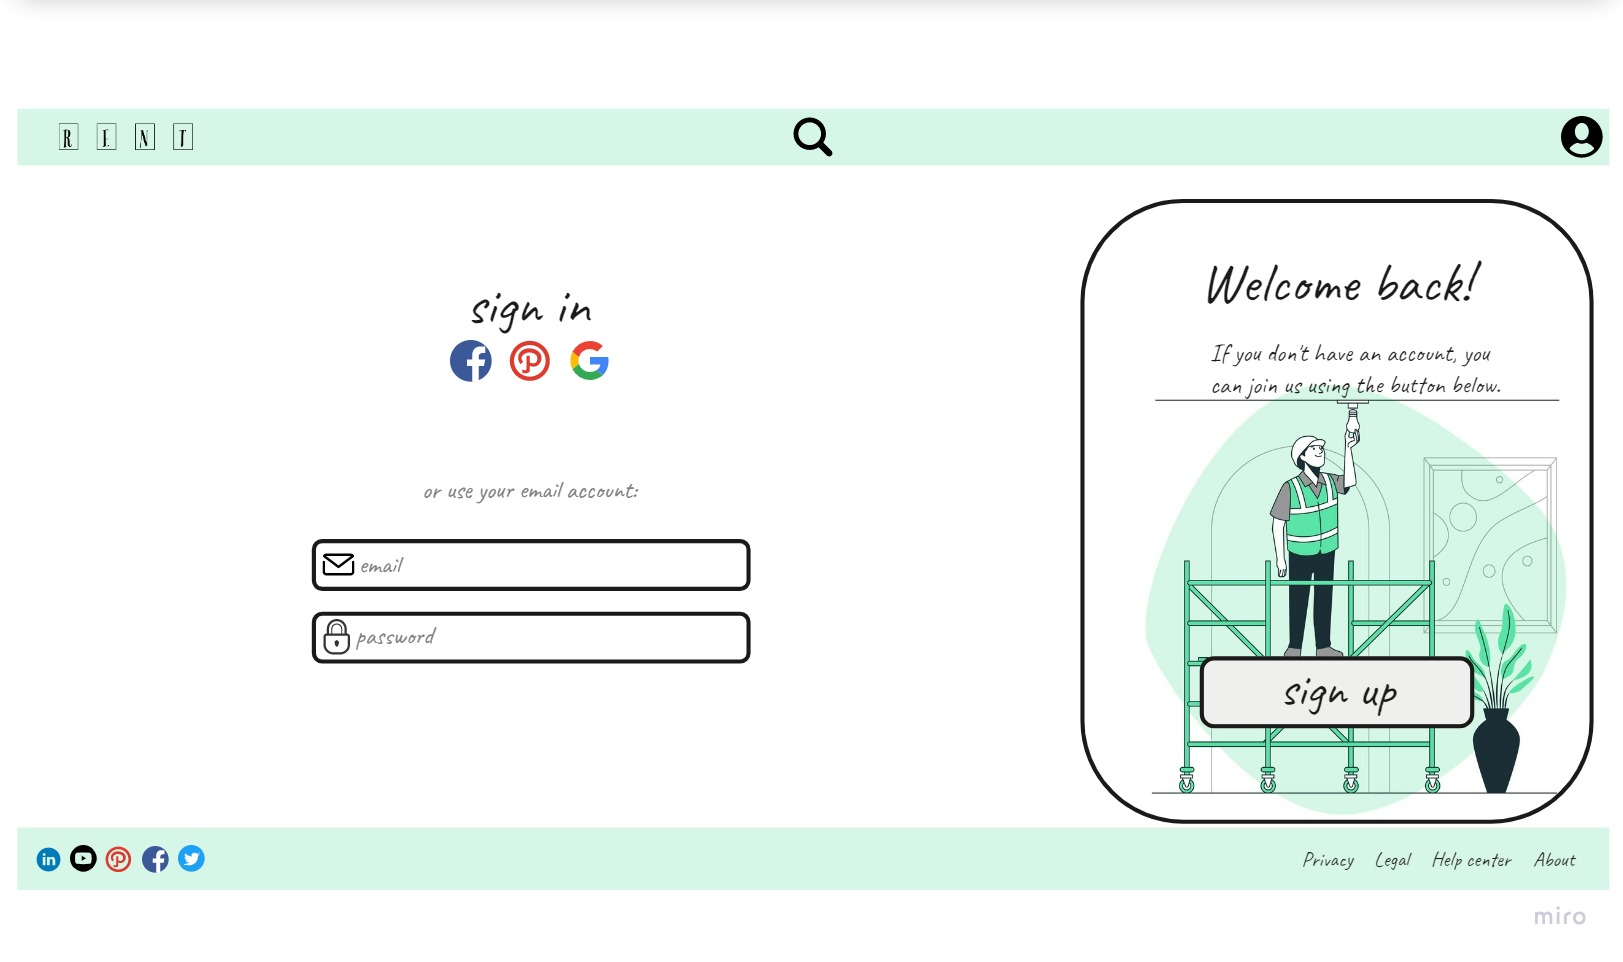 R E N T
sign in
or use your email account:
email
password
Welcome back!
If you don't have an account, you
can join us using the button below.
sign up
in
Privacy Legal Help center About
miro